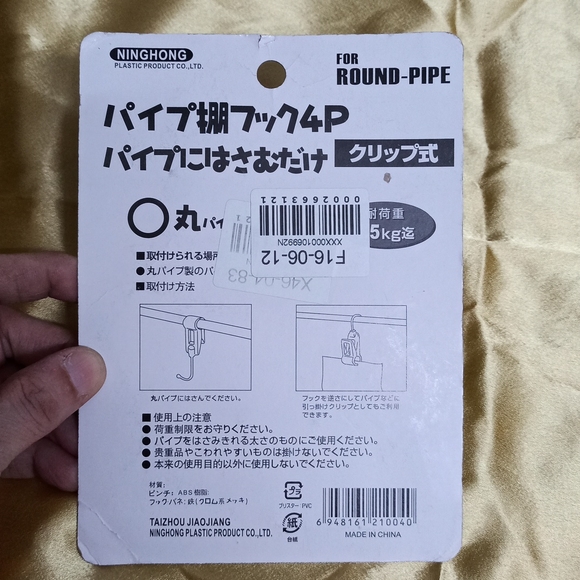 NINGHONG
PLASTIC PRODUCT CO.,LTD.
FOR
ROUND-PIPE
パイプ棚フック4P
パイプにはさむだけ クリップ式
丸パイ
耐荷重
5kg迄
0002663121
XXX000106992N
F16-06-12
X46-04-83
■取付けられる場所
●丸パイプ製のパ
■取付け方法
丸パイプにはさんでください。
フックを逆さにしてパイプなどに
引っ掛けクリップとしてもご利用
できます。
■使用上の注意
●荷重制限をお守りください。
●パイプをはさみきれる太さのものにご使用ください。
●貴重品やこわれやすいものは掛けないでください。
●本来の使用目的以外に使用しないでください。
材質:
ピンチ: ABS樹脂
フック・バネ: 鉄(クロム系メッキ)
TAIZHOU JIAOJIANG
NINGHONG PLASTIC PRODUCT CO.,LTD.
プラ
ブリスター PVC
紙
台紙
6 948161 210040
MADE IN CHINA